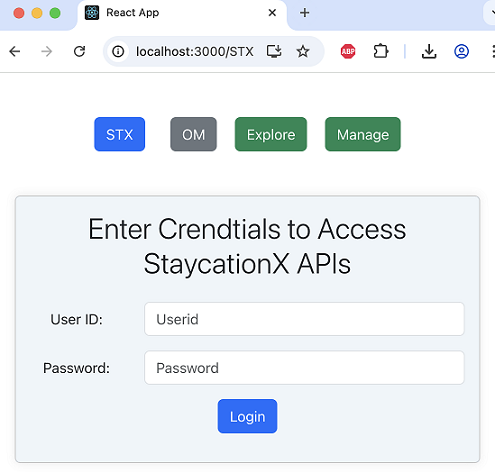 React App
localhost:3000/STX
ABP
STX OM Explore Manage
Enter Crendtials to Access
StaycationX APIs
User ID: Userid
Password: Password
Login